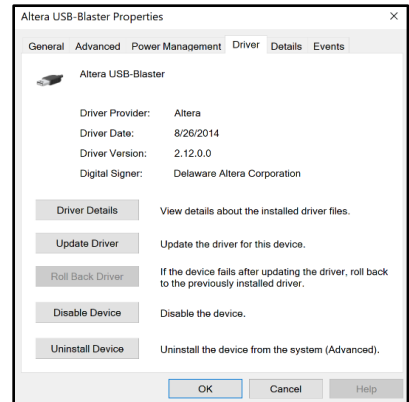 Altera USB-Blaster Properties
General Advanced Power Management Driver Details Events
Altera USB-Blaster
Driver Provider: Altera
Driver Date: 8/26/2014
Driver Version: 2.12.0.0
Digital Signer: Delaware Altera Corporation
Driver Details View details about the installed driver files.
Update Driver Update the driver for this device.
Roll Back Driver If the device fails after updating the driver, roll back
to the previously installed driver.
Disable Device Disable the device.
Uninstall Device Uninstall the device from the system (Advanced).
OK Cancel Help